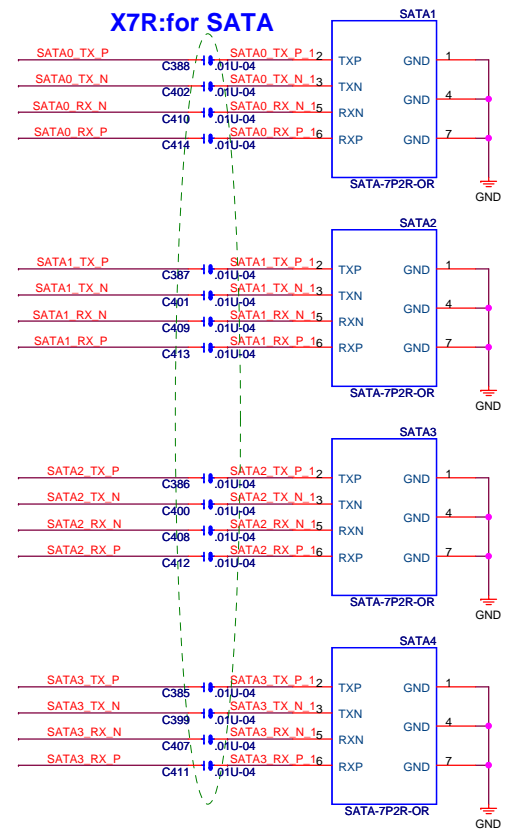 X7R:for SATA
SATA1
SATA0_TX_P C388 .01U-04 SATA0_TX_P_1 2 TXP GND 1
SATA0_TX_N C402 .01U-04 SATA0_TX_N_1 3 TXN GND 4
SATA0_RX_N C410 .01U-04 SATA0_RX_N_1 5 RXN
SATA0_RX_P C414 .01U-04 SATA0_RX_P_1 6 RXP GND 7
SATA-7P2R-OR
GND
SATA2
SATA1_TX_P C387 .01U-04 SATA1_TX_P_1 2 TXP GND 1
SATA1_TX_N C401 .01U-04 SATA1_TX_N_1 3 TXN GND 4
SATA1_RX_N C409 .01U-04 SATA1_RX_N_1 5 RXN
SATA1_RX_P C413 .01U-04 SATA1_RX_P_1 6 RXP GND 7
SATA-7P2R-OR
GND
SATA3
SATA2_TX_P C386 .01U-04 SATA2_TX_P_1 2 TXP GND 1
SATA2_TX_N C400 .01U-04 SATA2_TX_N_1 3 TXN GND 4
SATA2_RX_N C408 .01U-04 SATA2_RX_N_1 5 RXN
SATA2_RX_P C412 .01U-04 SATA2_RX_P_1 6 RXP GND 7
SATA-7P2R-OR
GND
SATA4
SATA3_TX_P C385 .01U-04 SATA3_TX_P_1 2 TXP GND 1
SATA3_TX_N C399 .01U-04 SATA3_TX_N_1 3 TXN GND 4
SATA3_RX_N C407 .01U-04 SATA3_RX_N_1 5 RXN
SATA3_RX_P C411 .01U-04 SATA3_RX_P_1 6 RXP GND 7
SATA-7P2R-OR
GND